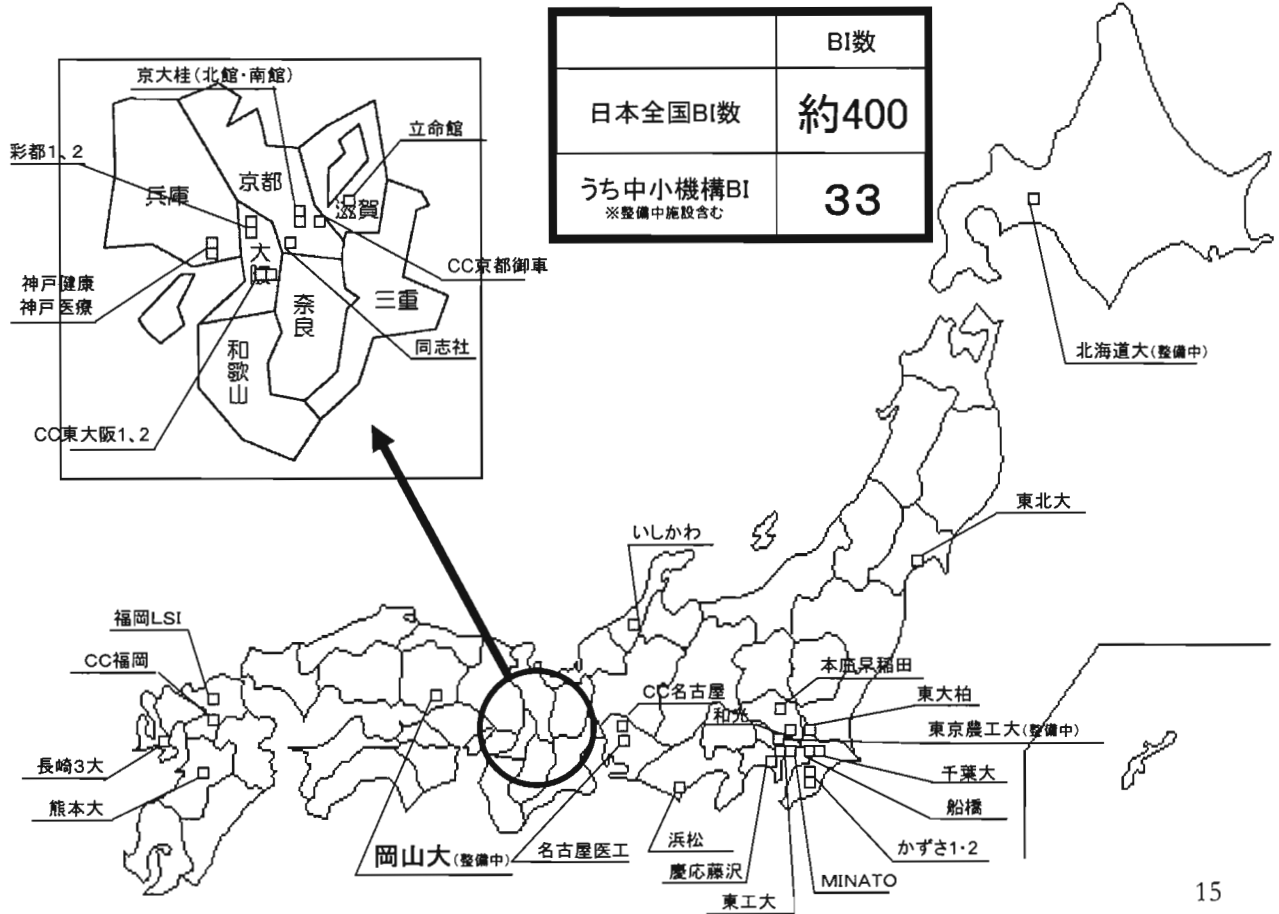 BI数
日本全国BI数 約400
うち中小機構BI 33
※整備中施設含む
京大桂(北館・南館)
立命館
彩都1、2
兵庫
京都
滋賀
大阪
CC京都御車
神戸健康
神戸医療
奈良
三重
同志社
和歌山
CC東大阪1、2
北海道大(整備中)
東北大
いしかわ
福岡LSI
CC福岡
長崎3大
熊本大
岡山大(整備中)
名古屋医工
CC名古屋
浜松
本庄早稲田
和光
東大柏
東京農工大(整備中)
千葉大
船橋
かずさ1・2
慶応藤沢
MINATO
東工大
15